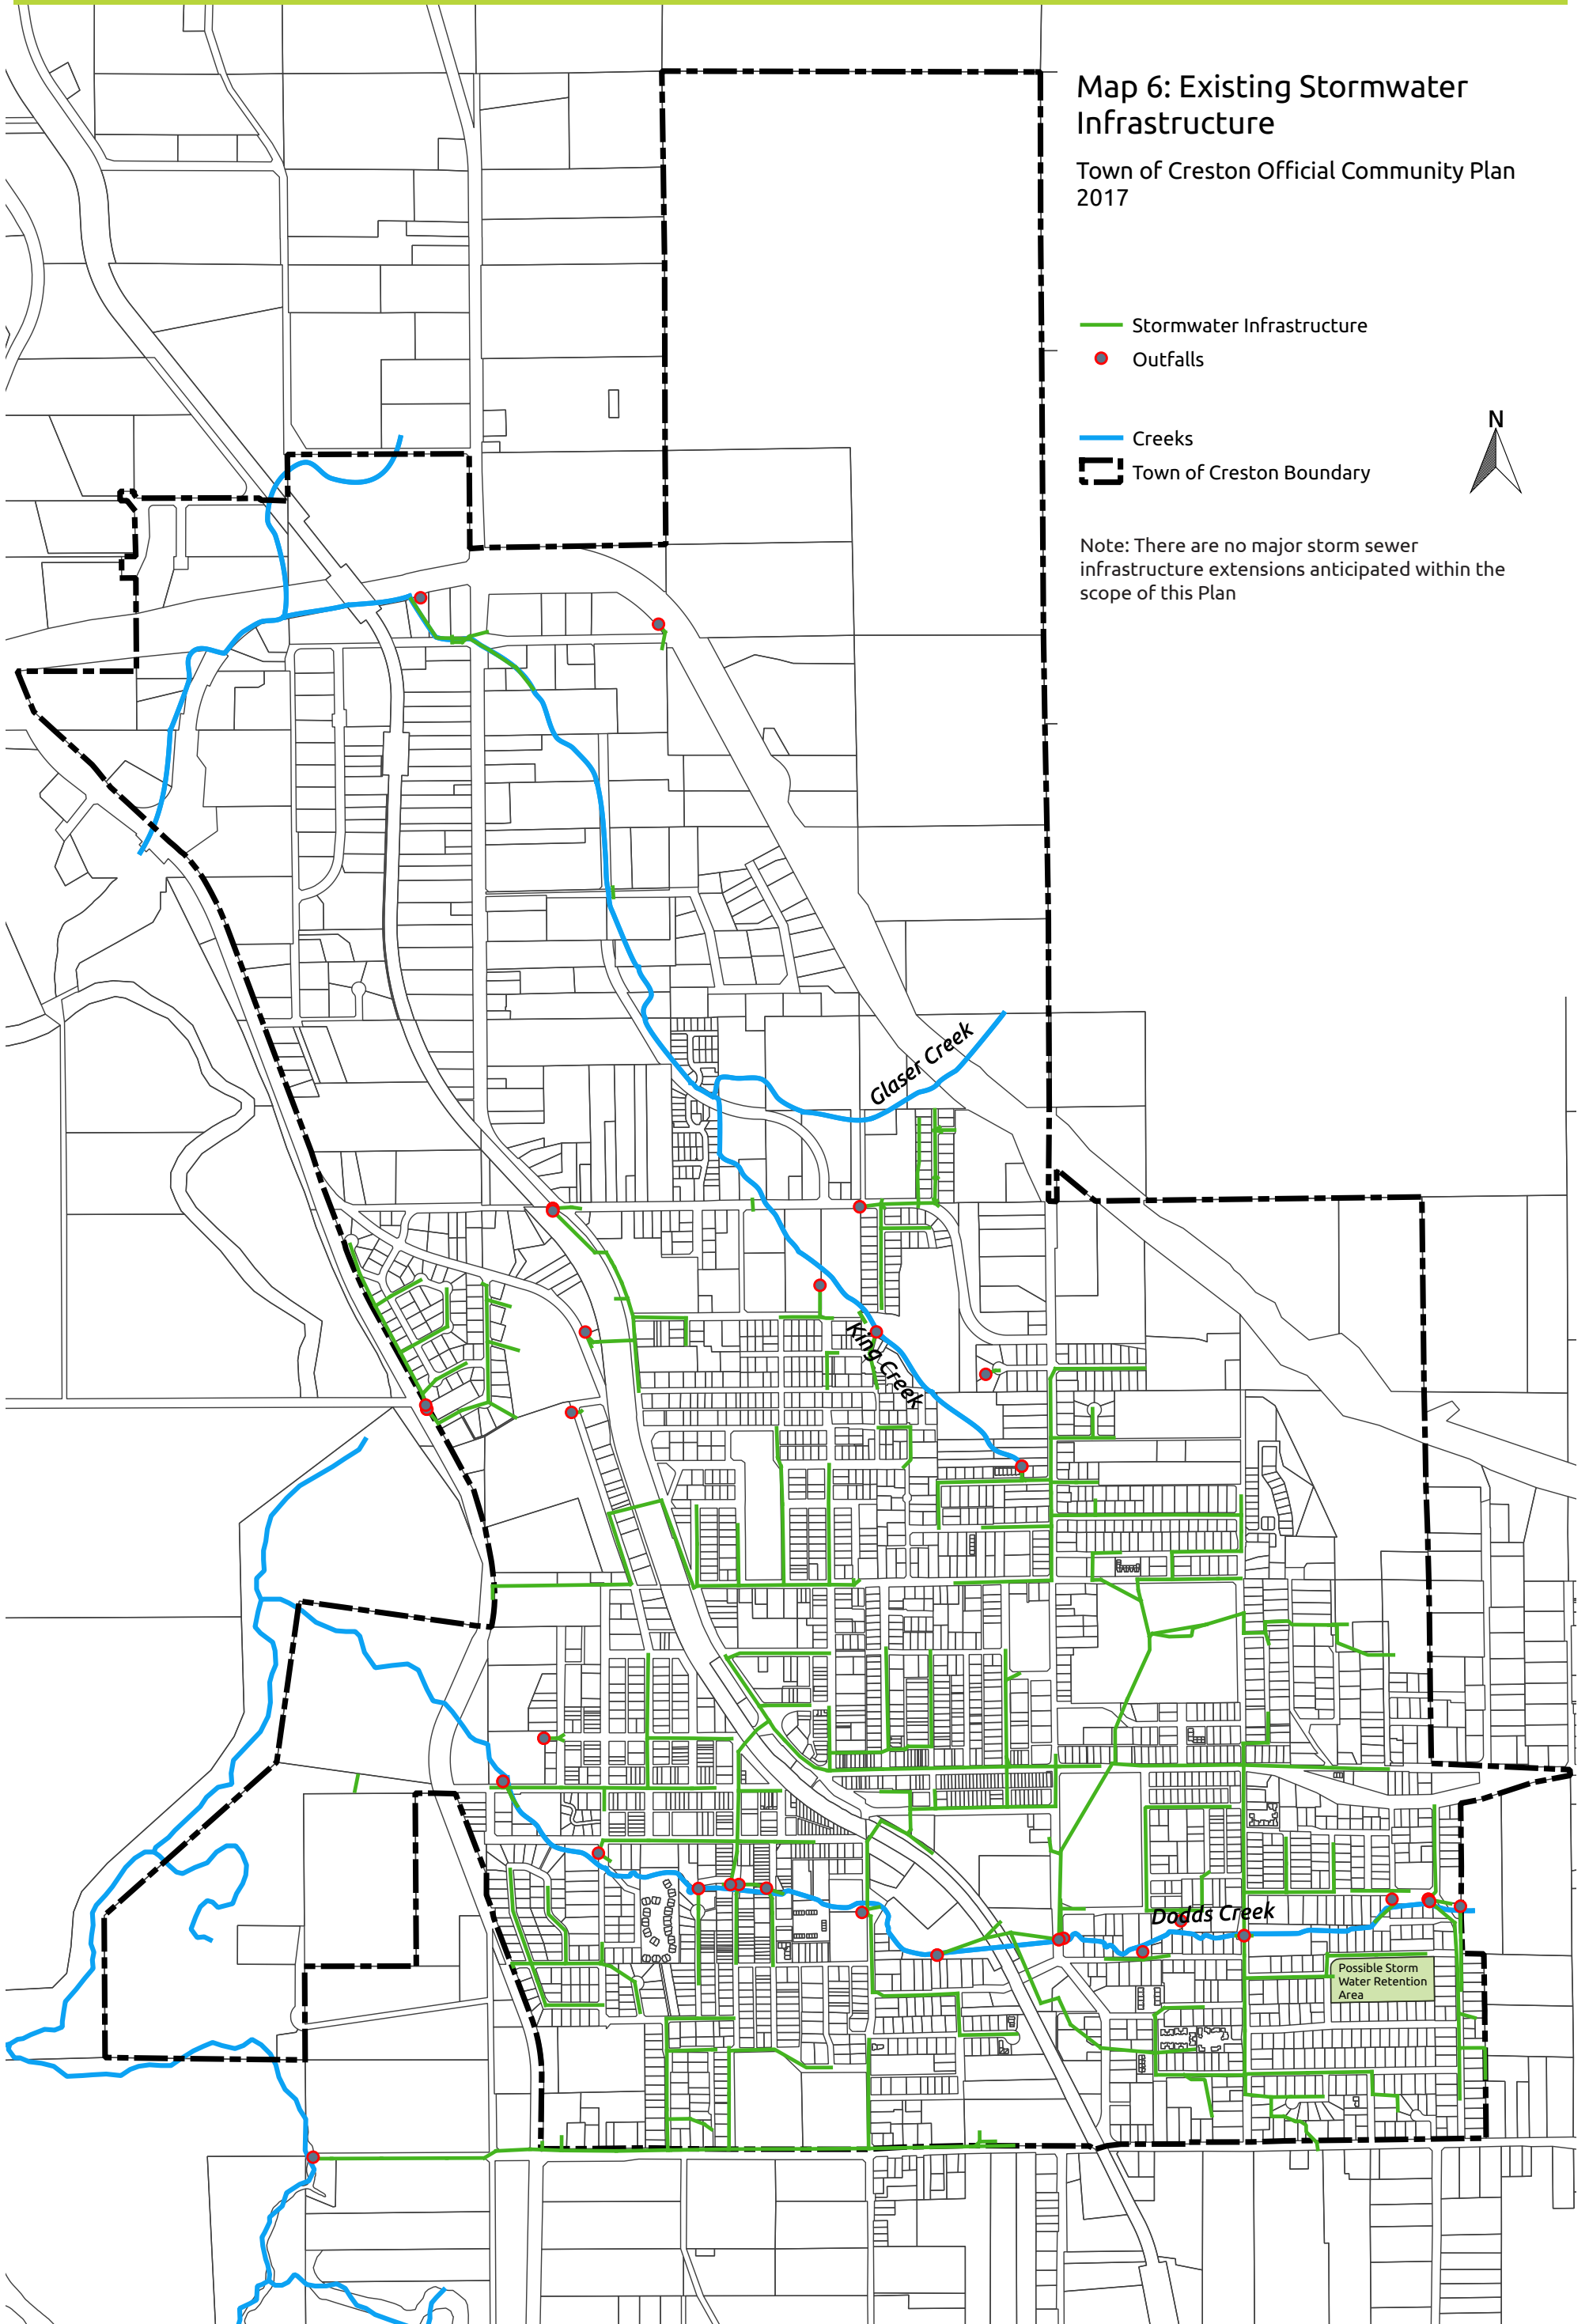 Map 6: Existing Stormwater
Infrastructure
Town of Creston Official Community Plan
2017
Stormwater Infrastructure
Outfalls
Creeks
Town of Creston Boundary
N
Note: There are no major storm sewer
infrastructure extensions anticipated within the
scope of this Plan
Glaser Creek
King Creek
Dodds Creek
Possible Storm
Water Retention
Area